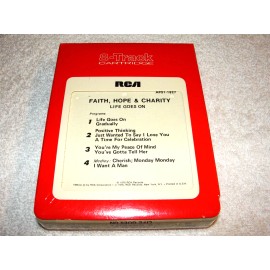 8-Track
CARTRIDGE
RCA
FAITH, HOPE & CHARITY
LIFE GOES ON
Programs
1 Life Goes On
Gradually
2 Positive Thinking
Just Wanted To Say I Love You
A Time For Celebration
3 You're My Peace Of Mind
You've Gotta Tell Her
4 Medley: Cherish, Monday Monday
I Want A Man